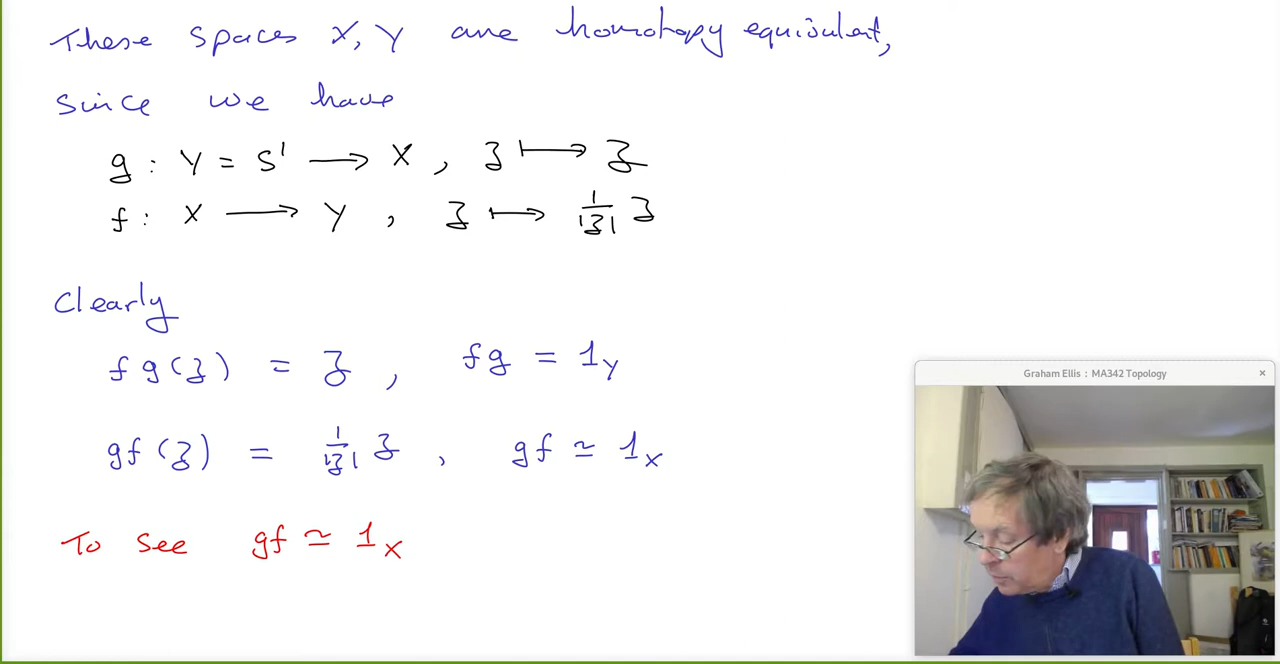 These spaces X, Y are homotopy equivalent,
since we have
g : Y = S¹ ⟶ X , z ⟼ z
f : X ⟶ Y , z ⟼ 1/|z| z
Clearly
fg(z) = z , fg = 1_Y
gf(z) = 1/|z| z , gf ≃ 1_X
To see gf ≃ 1_X
Graham Ellis : MA342 Topology
×